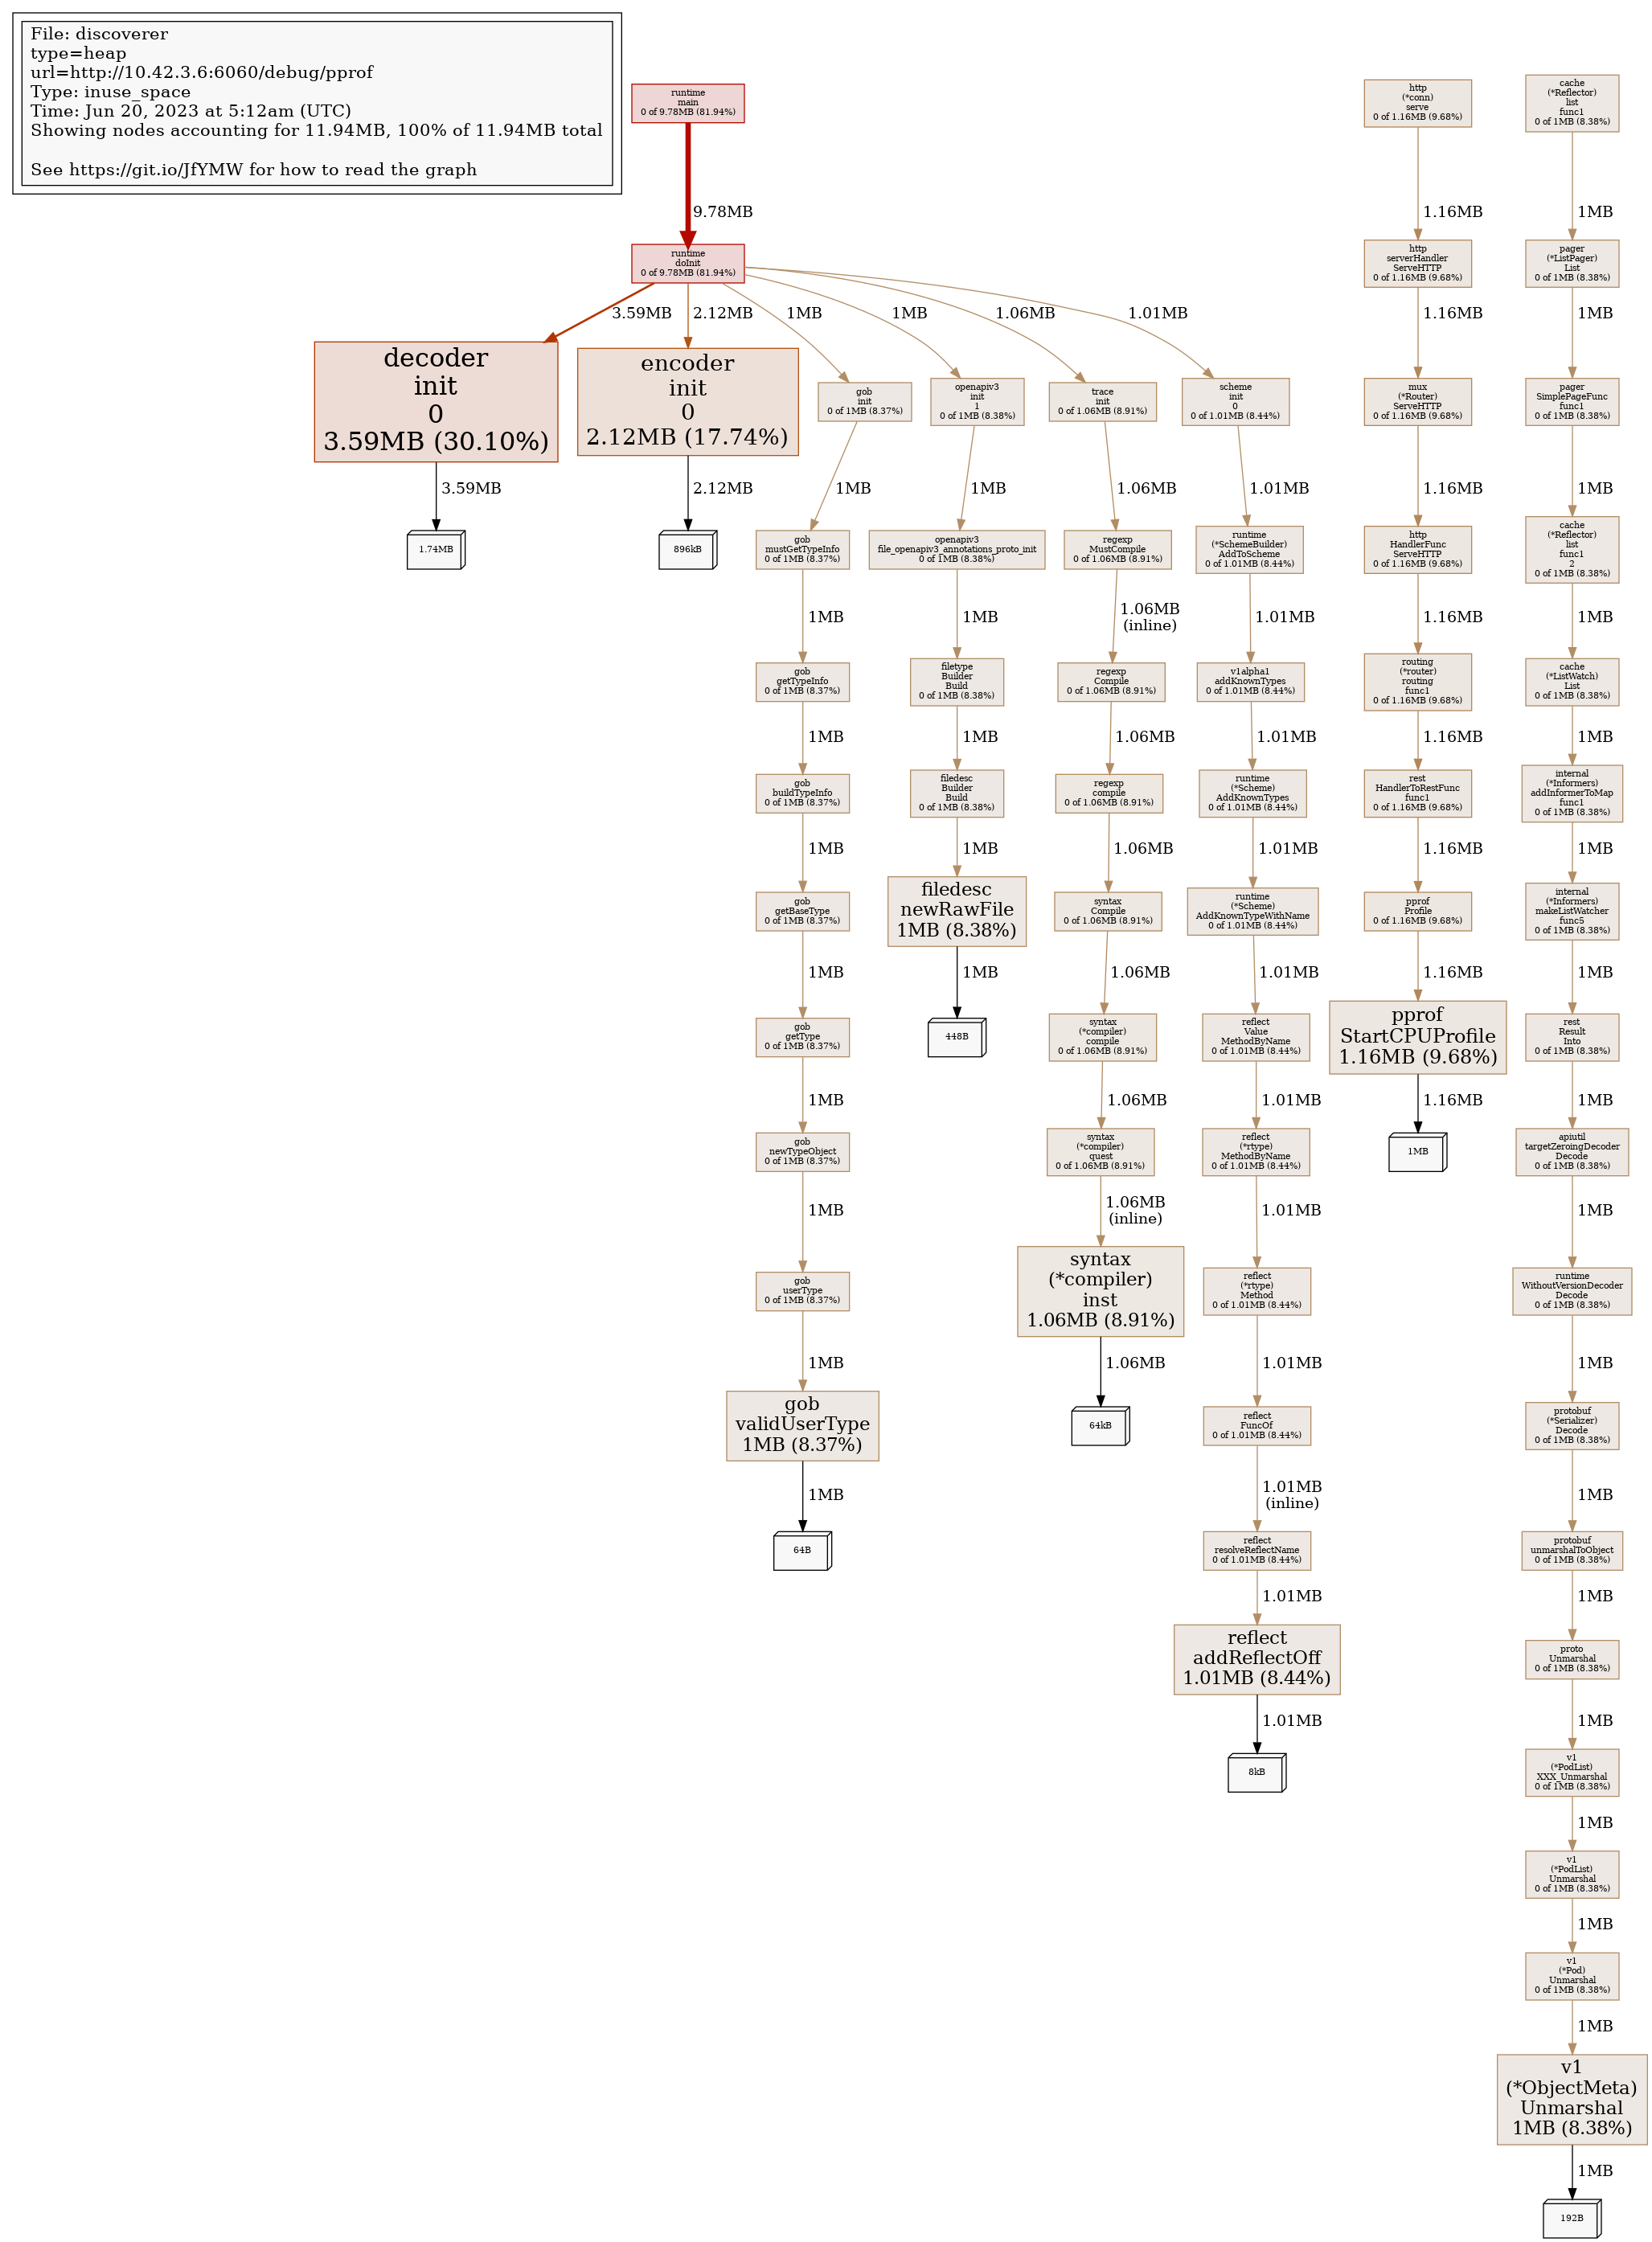 File: discoverer
type=heap
url=http://10.42.3.6:6060/debug/pprof
Type: inuse_space
Time: Jun 20, 2023 at 5:12am (UTC)
Showing nodes accounting for 11.94MB, 100% of 11.94MB total
See https://git.io/JfYMW for how to read the graph
runtime
main
0 of 9.78MB (81.94%)
9.78MB
runtime
doInit
0 of 9.78MB (81.94%)
3.59MB
2.12MB
1MB
1MB
1.06MB
1.01MB
decoder
init
0
3.59MB (30.10%)
3.59MB
1.74MB
encoder
init
0
2.12MB (17.74%)
2.12MB
896kB
gob
init
0 of 1MB (8.37%)
1MB
gob
mustGetTypeInfo
0 of 1MB (8.37%)
1MB
gob
getTypeInfo
0 of 1MB (8.37%)
1MB
gob
buildTypeInfo
0 of 1MB (8.37%)
1MB
gob
getBaseType
0 of 1MB (8.37%)
1MB
gob
getType
0 of 1MB (8.37%)
1MB
gob
newTypeObject
0 of 1MB (8.37%)
1MB
gob
userType
0 of 1MB (8.37%)
1MB
gob
validUserType
1MB (8.37%)
1MB
64B
openapiv3
init
1
0 of 1MB (8.38%)
1MB
openapiv3
file_openapiv3_annotations_proto_init
0 of 1MB (8.38%)
1MB
filetype
Builder
Build
0 of 1MB (8.38%)
1MB
filedesc
Builder
Build
0 of 1MB (8.38%)
1MB
filedesc
newRawFile
1MB (8.38%)
1MB
448B
trace
init
0 of 1.06MB (8.91%)
1.06MB
regexp
MustCompile
0 of 1.06MB (8.91%)
1.06MB
(inline)
regexp
Compile
0 of 1.06MB (8.91%)
1.06MB
regexp
compile
0 of 1.06MB (8.91%)
1.06MB
syntax
Compile
0 of 1.06MB (8.91%)
1.06MB
syntax
(*compiler)
compile
0 of 1.06MB (8.91%)
1.06MB
syntax
(*compiler)
quest
0 of 1.06MB (8.91%)
1.06MB
(inline)
syntax
(*compiler)
inst
1.06MB (8.91%)
1.06MB
64kB
scheme
init
0
0 of 1.01MB (8.44%)
1.01MB
runtime
(*SchemeBuilder)
AddToScheme
0 of 1.01MB (8.44%)
1.01MB
v1alpha1
addKnownTypes
0 of 1.01MB (8.44%)
1.01MB
runtime
(*Scheme)
AddKnownTypes
0 of 1.01MB (8.44%)
1.01MB
runtime
(*Scheme)
AddKnownTypeWithName
0 of 1.01MB (8.44%)
1.01MB
reflect
Value
MethodByName
0 of 1.01MB (8.44%)
1.01MB
reflect
(*rtype)
MethodByName
0 of 1.01MB (8.44%)
1.01MB
reflect
(*rtype)
Method
0 of 1.01MB (8.44%)
1.01MB
reflect
FuncOf
0 of 1.01MB (8.44%)
1.01MB
(inline)
reflect
resolveReflectName
0 of 1.01MB (8.44%)
1.01MB
reflect
addReflectOff
1.01MB (8.44%)
1.01MB
8kB
http
(*conn)
serve
0 of 1.16MB (9.68%)
1.16MB
http
serverHandler
ServeHTTP
0 of 1.16MB (9.68%)
1.16MB
mux
(*Router)
ServeHTTP
0 of 1.16MB (9.68%)
1.16MB
http
HandlerFunc
ServeHTTP
0 of 1.16MB (9.68%)
1.16MB
routing
(*router)
routing
func1
0 of 1.16MB (9.68%)
1.16MB
rest
HandlerToRestFunc
func1
0 of 1.16MB (9.68%)
1.16MB
pprof
Profile
0 of 1.16MB (9.68%)
1.16MB
pprof
StartCPUProfile
1.16MB (9.68%)
1.16MB
1MB
cache
(*Reflector)
list
func1
0 of 1MB (8.38%)
1MB
pager
(*ListPager)
List
0 of 1MB (8.38%)
1MB
pager
SimplePageFunc
func1
0 of 1MB (8.38%)
1MB
cache
(*Reflector)
list
func1
2
0 of 1MB (8.38%)
1MB
cache
(*ListWatch)
List
0 of 1MB (8.38%)
1MB
internal
(*Informers)
addInformerToMap
func1
0 of 1MB (8.38%)
1MB
internal
(*Informers)
makeListWatcher
func5
0 of 1MB (8.38%)
1MB
rest
Result
Into
0 of 1MB (8.38%)
1MB
apiutil
targetZeroingDecoder
Decode
0 of 1MB (8.38%)
1MB
runtime
WithoutVersionDecoder
Decode
0 of 1MB (8.38%)
1MB
protobuf
(*Serializer)
Decode
0 of 1MB (8.38%)
1MB
protobuf
unmarshalToObject
0 of 1MB (8.38%)
1MB
proto
Unmarshal
0 of 1MB (8.38%)
1MB
v1
(*PodList)
XXX_Unmarshal
0 of 1MB (8.38%)
1MB
v1
(*PodList)
Unmarshal
0 of 1MB (8.38%)
1MB
v1
(*Pod)
Unmarshal
0 of 1MB (8.38%)
1MB
v1
(*ObjectMeta)
Unmarshal
1MB (8.38%)
1MB
192B